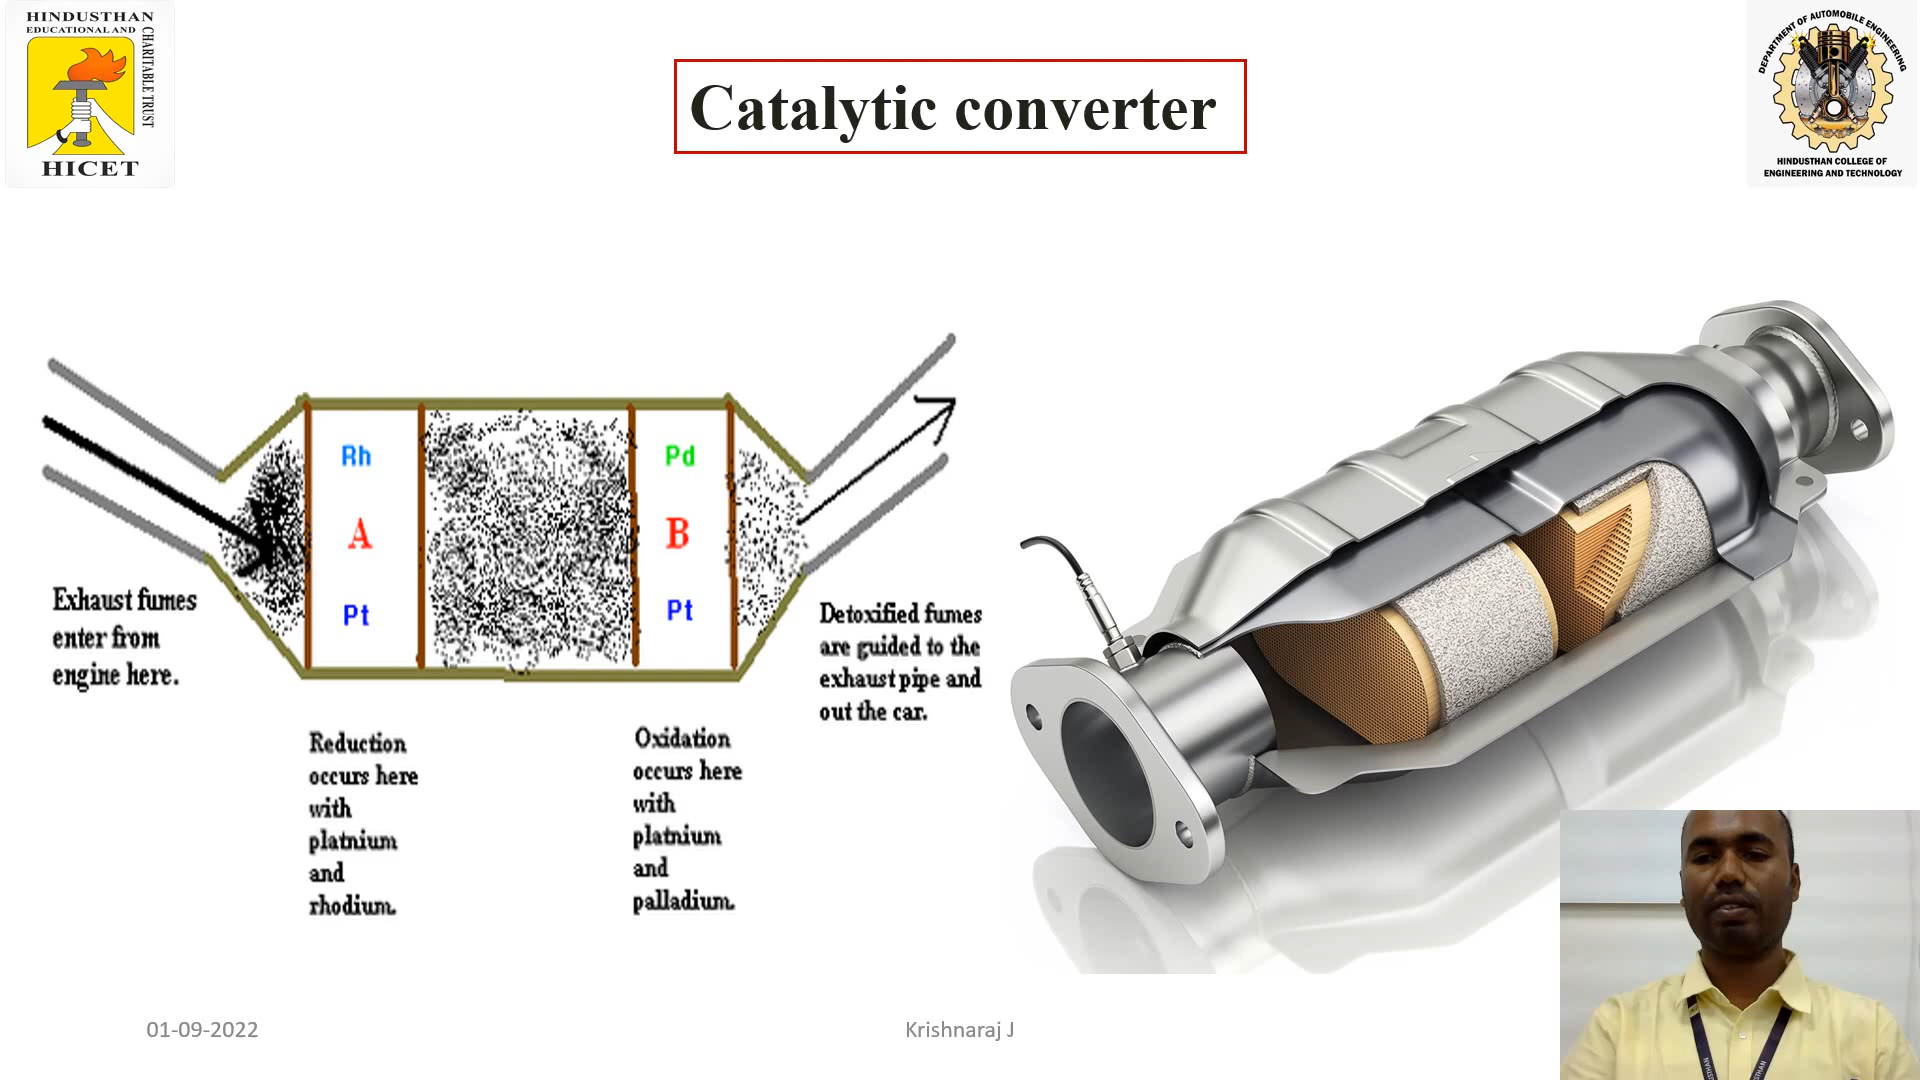 HINDUSTHAN
EDUCATIONAL AND
CHARITABLE TRUST
HICET
Catalytic converter
DEPARTMENT OF AUTOMOBILE ENGINEERING
HINDUSTHAN COLLEGE OF
ENGINEERING AND TECHNOLOGY
Rh
A
Pt
Pd
B
Pt
Exhaust fumes
enter from
engine here.
Detoxified fumes
are guided to the
exhaust pipe and
out the car.
Reduction
occurs here
with
platnium
and
rhodium.
Oxidation
occurs here
with
platnium
and
palladium.
01-09-2022
Krishnaraj J